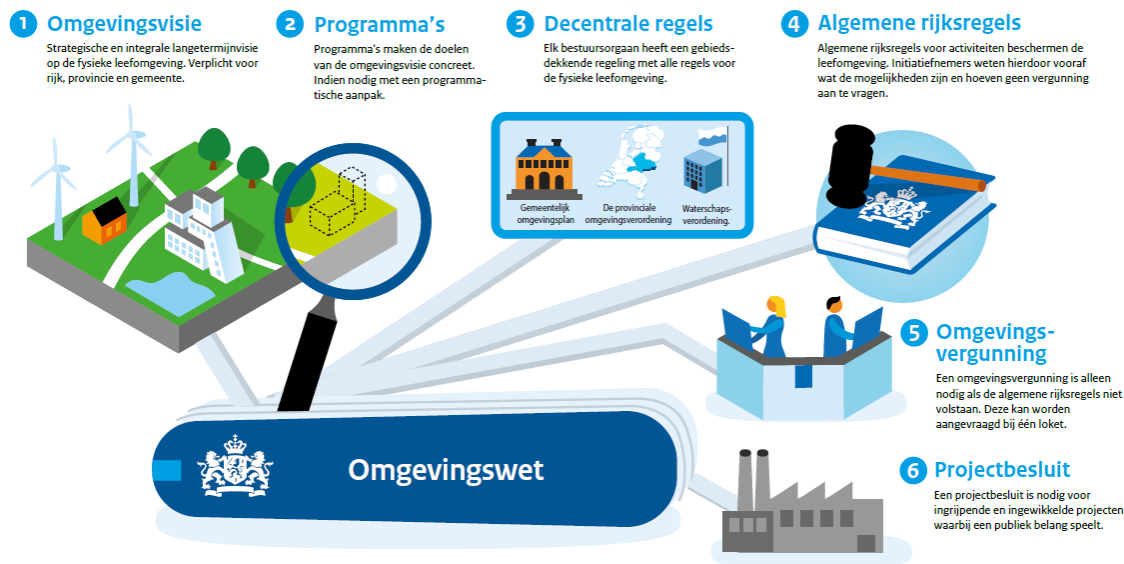 1 Omgevingsvisie
Strategische en integrale langetermijnvisie
op de fysieke leefomgeving. Verplicht voor
rijk, provincie en gemeente.
2 Programma's
Programma's maken de doelen
van de omgevingsvisie concreet.
Indien nodig met een programma-
tische aanpak.
3 Decentrale regels
Elk bestuursorgaan heeft een gebieds-
dekkende regeling met alle regels voor
de fysieke leefomgeving.
Gemeentelijk
omgevingsplan
De provinciale
omgevingsverordening
Waterschaps-
verordening.
4 Algemene rijksregels
Algemene rijksregels voor activiteiten beschermen de
leefomgeving. Initiatiefnemers weten hierdoor vooraf
wat de mogelijkheden zijn en hoeven geen vergunning
aan te vragen.
5 Omgevings-
vergunning
Een omgevingsvergunning is alleen
nodig als de algemene rijksregels niet
volstaan. Deze kan worden
aangevraagd bij één loket.
6 Projectbesluit
Een projectbesluit is nodig voor
ingrijpende en ingewikkelde projecten
waarbij een publiek belang speelt.
Omgevingswet